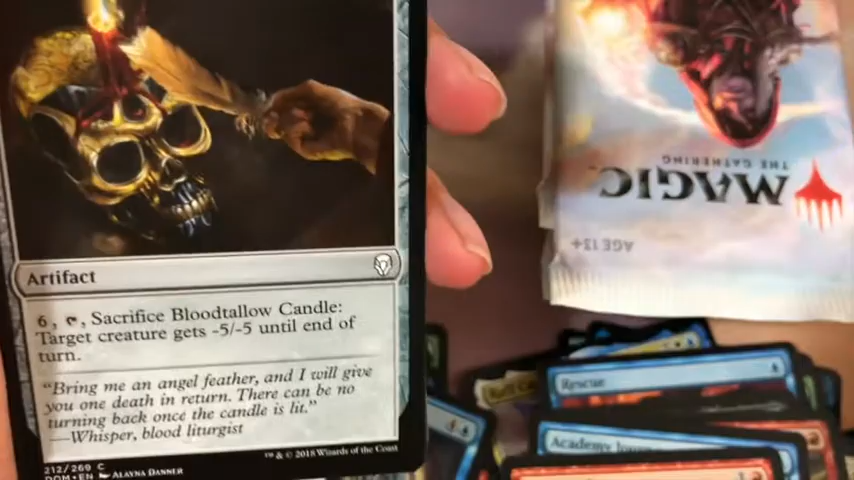 Artifact
6, , Sacrifice Bloodtallow Candle:
Target creature gets -5/-5 until end of
turn.
"Bring me an angel feather, and I will give
you one death in return. There can be no
turning back once the candle is lit."
—Whisper, blood liturgist
212/269 C
DOM • EN ALAYNA DANNER
™ & © 2018 Wizards of the Coast
MAGIC
THE GATHERING
AGE 13+
Rescue
Academy